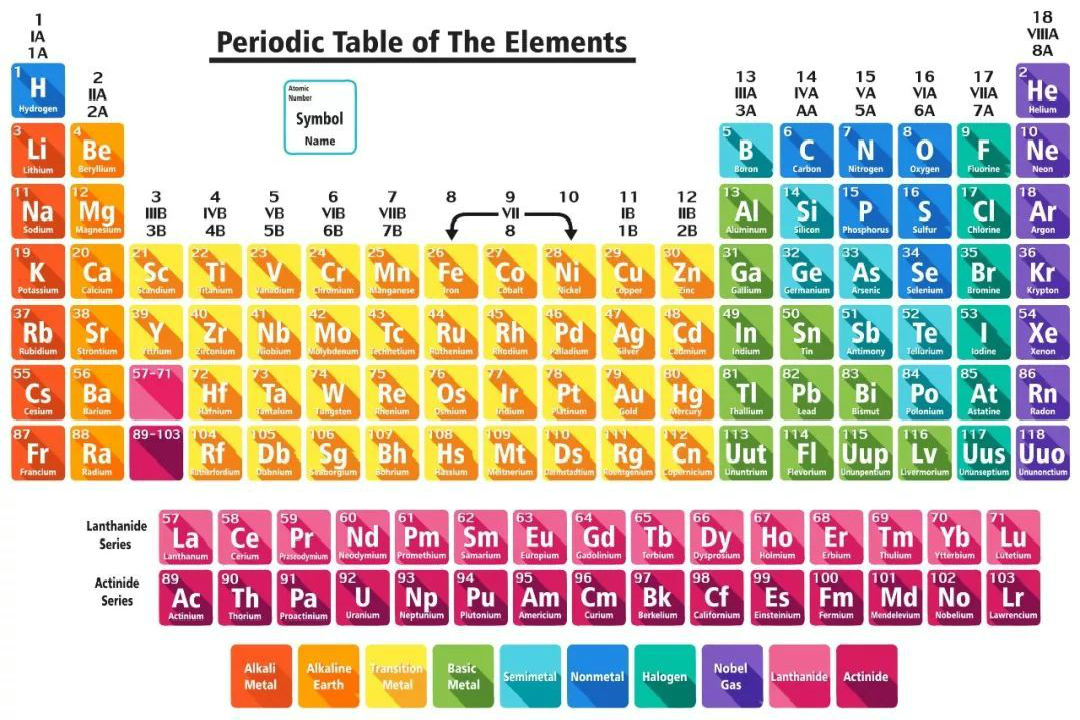 Periodic Table of The Elements
1
IA
1A
18
VIIIA
8A
2
IIA
2A
13
IIIA
3A
14
IVA
AA
15
VA
5A
16
VIA
6A
17
VIIA
7A
Atomic
Number
Symbol
Name
1
H
Hydrogen
2
He
Helium
3
Li
Lithium
4
Be
Beryllium
5
B
Boron
6
C
Carbon
7
N
Nitrogen
8
O
Oxygen
9
F
Fluorine
10
Ne
Neon
11
Na
Sodium
12
Mg
Magnesium
3
IIIB
3B
4
IVB
4B
5
VB
5B
6
VIB
6B
7
VIIB
7B
8
9
VII
8
10
11
IB
1B
12
IIB
2B
13
Al
Aluminum
14
Si
Silicon
15
P
Phosphorus
16
S
Sulfur
17
Cl
Chlorine
18
Ar
Argon
19
K
Potassium
20
Ca
Calcium
21
Sc
Scandium
22
Ti
Titanium
23
V
Vanadium
24
Cr
Chromium
25
Mn
Manganese
26
Fe
Iron
27
Co
Cobalt
28
Ni
Nickel
29
Cu
Copper
30
Zn
Zinc
31
Ga
Gallium
32
Ge
Germanium
33
As
Arsenic
34
Se
Selenium
35
Br
Bromine
36
Kr
Krypton
37
Rb
Rubidium
38
Sr
Strontium
39
Y
Yttrium
40
Zr
Zirconium
41
Nb
Niobium
42
Mo
Molybdenum
43
Tc
Technetium
44
Ru
Ruthenium
45
Rh
Rhodium
46
Pd
Palladium
47
Ag
Silver
48
Cd
Cadmium
49
In
Indium
50
Sn
Tin
51
Sb
Antimony
52
Te
Tellurium
53
I
Iodine
54
Xe
Xenon
55
Cs
Cesium
56
Ba
Barium
57-71
72
Hf
Hafnium
73
Ta
Tantalum
74
W
Tungsten
75
Re
Rhenium
76
Os
Osmium
77
Ir
Iridium
78
Pt
Platinum
79
Au
Gold
80
Hg
Mercury
81
Tl
Thallium
82
Pb
Lead
83
Bi
Bismut
84
Po
Polonium
85
At
Astatine
86
Rn
Radon
87
Fr
Francium
88
Ra
Radium
89-103
104
Rf
Rutherfordium
105
Db
Dubnium
106
Sg
Seaborgium
107
Bh
Bohrium
108
Hs
Hassium
109
Mt
Meitnerium
110
Ds
Darmstadtium
111
Rg
Roentgenium
112
Cn
Copernicium
113
Uut
Ununtrium
114
Fl
Flevorium
115
Uup
Ununpentium
116
Lv
Livermorium
117
Uus
Ununseptium
118
Uuo
Ununonctium
Lanthanide
Series
57
La
Lanthanum
58
Ce
Cerium
59
Pr
Praseodymium
60
Nd
Neodymium
61
Pm
Promethium
62
Sm
Samarium
63
Eu
Europium
64
Gd
Gadolinium
65
Tb
Terbium
66
Dy
Dysprosium
67
Ho
Holmium
68
Er
Erbium
69
Tm
Thulium
70
Yb
Ytterbium
71
Lu
Lutetium
Actinide
Series
89
Ac
Actinium
90
Th
Thorium
91
Pa
Proactinium
92
U
Uranium
93
Np
Neptunium
94
Pu
Plutonium
95
Am
Americium
96
Cm
Curium
97
Bk
Berkelium
98
Cf
Californium
99
Es
Einsteinium
100
Fm
Fermium
101
Md
Mendelevium
102
No
Nobelium
103
Lr
Lawrencium
Alkali
Metal
Alkaline
Earth
Transition
Metal
Basic
Metal
Semimetal
Nonmetal
Halogen
Nobel
Gas
Lanthanide
Actinide